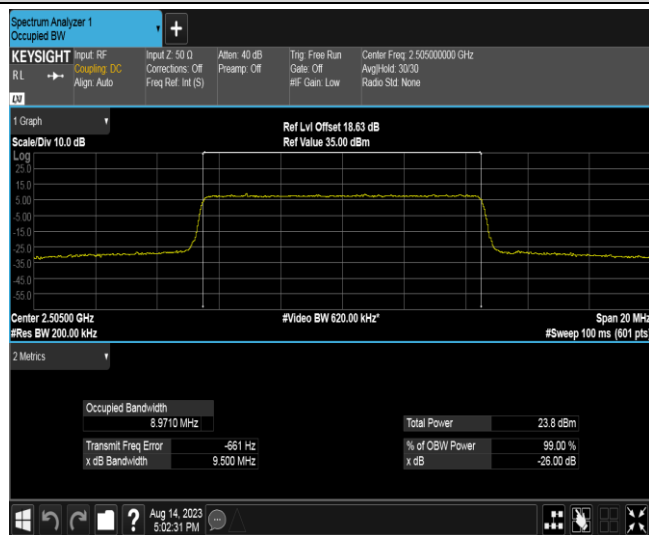 Spectrum Analyzer 1
Occupied BW
+
KEYSIGHT
RL
LXI
Input: RF
Coupling: DC
Align: Auto
Input Z: 50 Ω
Corrections: Off
Freq Ref: Int (S)
Atten: 40 dB
Preamp: Off
Trig: Free Run
Gate: Off
#IF Gain: Low
Center Freq: 2.505000000 GHz
Avg|Hold: 30/30
Radio Std: None
1 Graph
Scale/Div 10.0 dB
Ref Lvl Offset 18.63 dB
Ref Value 35.00 dBm
Log
25.0
15.0
5.00
-5.00
-15.0
-25.0
-35.0
-45.0
-55.0
Center 2.50500 GHz
#Res BW 200.00 kHz
#Video BW 620.00 kHz*
Span 20 MHz
#Sweep 100 ms (601 pts)
2 Metrics
Occupied Bandwidth
8.9710 MHz
Total Power 23.8 dBm
Transmit Freq Error -661 Hz
% of OBW Power 99.00 %
x dB Bandwidth 9.500 MHz
x dB -26.00 dB
?
Aug 14, 2023
5:02:31 PM